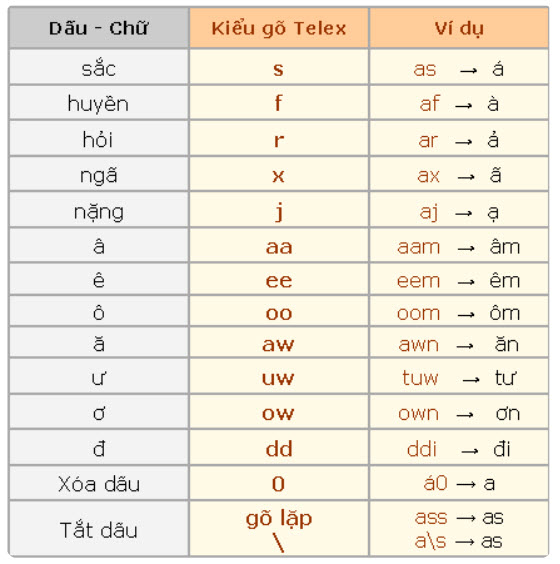 Dấu - Chữ Kiểu gõ Telex Ví dụ
sắc s as → á
huyền f af → à
hỏi r ar → ả
ngã x ax → ã
nặng j aj → ạ
â aa aam → âm
ê ee eem → êm
ô oo oom → ôm
ă aw awn → ăn
ư uw tuw → tư
ơ ow own → ơn
đ dd ddi → đi
Xóa dấu 0 á0 → a
Tắt dấu gõ lặp \ ass → as
a\s → as